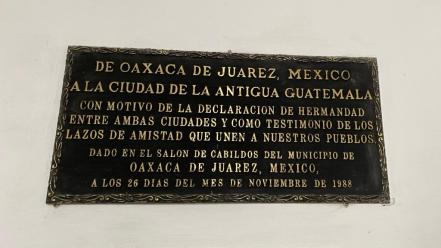 DE OAXACA DE JUAREZ, MEXICO
A LA CIUDAD DE LA ANTIGUA GUATEMALA
CON MOTIVO DE LA DECLARACION DE HERMANDAD
ENTRE AMBAS CIUDADES Y COMO TESTIMONIO DE LOS
LAZOS DE AMISTAD QUE UNEN A NUESTROS PUEBLOS.
DADO EN EL SALON DE CABILDOS DEL MUNICIPIO DE
OAXACA DE JUAREZ, MEXICO,
A LOS 26 DIAS DEL MES DE NOVIEMBRE DE 1988